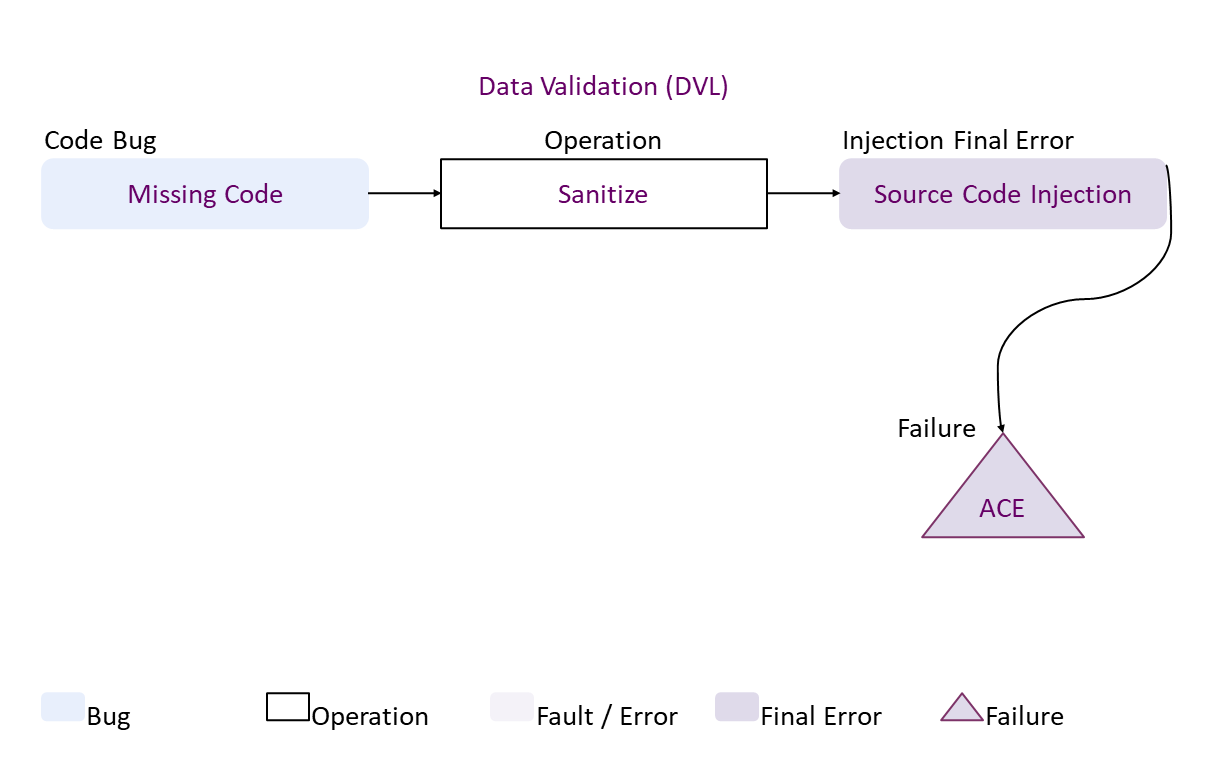 Data Validation (DVL)
Code Bug
Operation
Injection Final Error
Missing Code
Sanitize
Source Code Injection
Failure
ACE
Bug
Operation
Fault / Error
Final Error
Failure